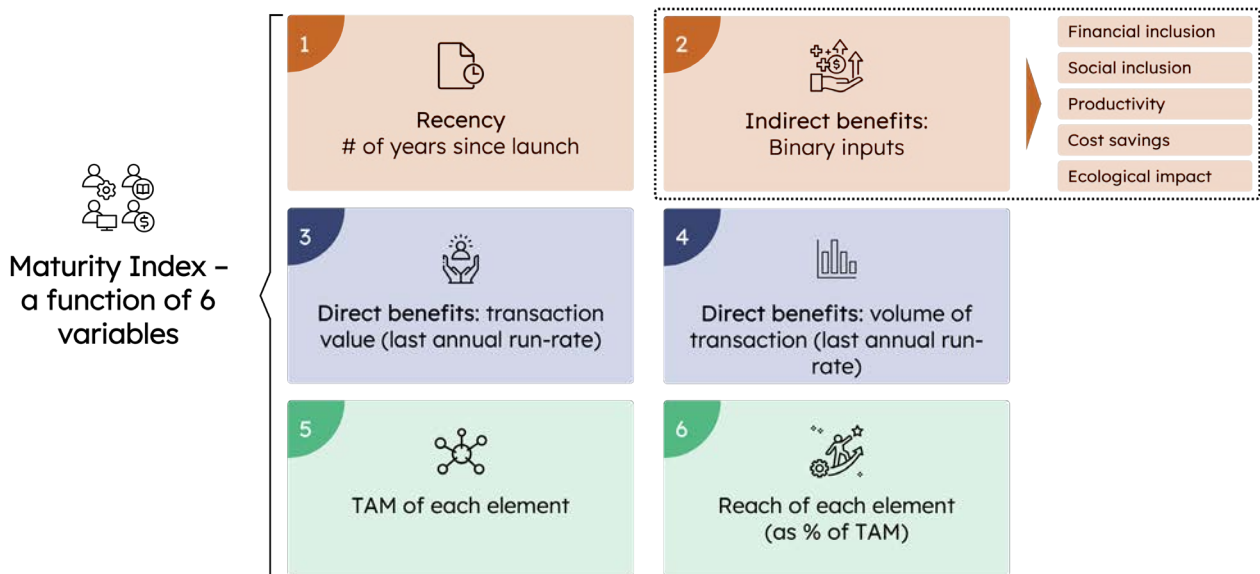 Maturity Index –
a function of 6
variables
1
Recency
# of years since launch
2
Indirect benefits:
Binary inputs
Financial inclusion
Social inclusion
Productivity
Cost savings
Ecological impact
3
Direct benefits: transaction
value (last annual run-rate)
4
Direct benefits: volume of
transaction (last annual run-
rate)
5
TAM of each element
6
Reach of each element
(as % of TAM)